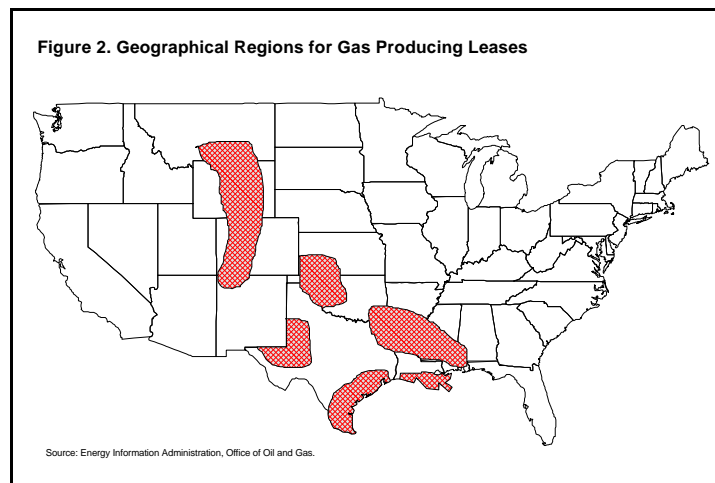 Figure 2. Geographical Regions for Gas Producing Leases
Source: Energy Information Administration, Office of Oil and Gas.